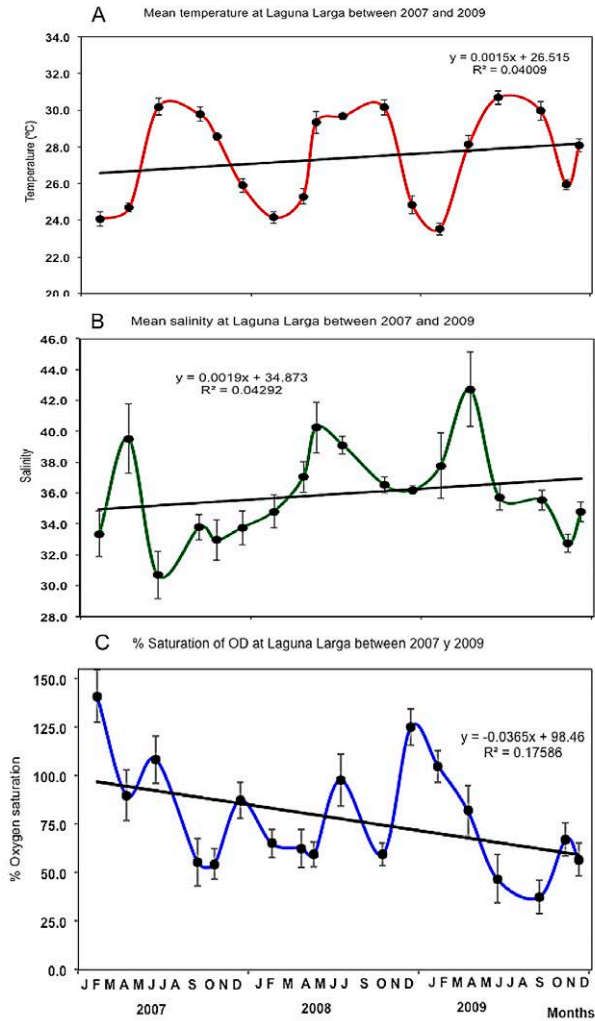 A Mean temperature at Laguna Larga between 2007 and 2009
34.0
32.0
30.0
28.0
26.0
24.0
22.0
20.0
Temperature (ºC)
y = 0.0015x + 26.515
R² = 0.04009
B Mean salinity at Laguna Larga between 2007 and 2009
46.0
44.0
42.0
40.0
38.0
36.0
34.0
32.0
30.0
28.0
Salinity
y = 0.0019x + 34.873
R² = 0.04292
C % Saturation of OD at Laguna Larga between 2007 y 2009
150.0
125.0
100.0
75.0
50.0
25.0
0.0
% Oxygen saturation
y = -0.0365x + 98.46
R² = 0.17586
J F M A M J J A S O N D J F M A M J J S O N D J F M A M J J A S O N D
2007 2008 2009 Months